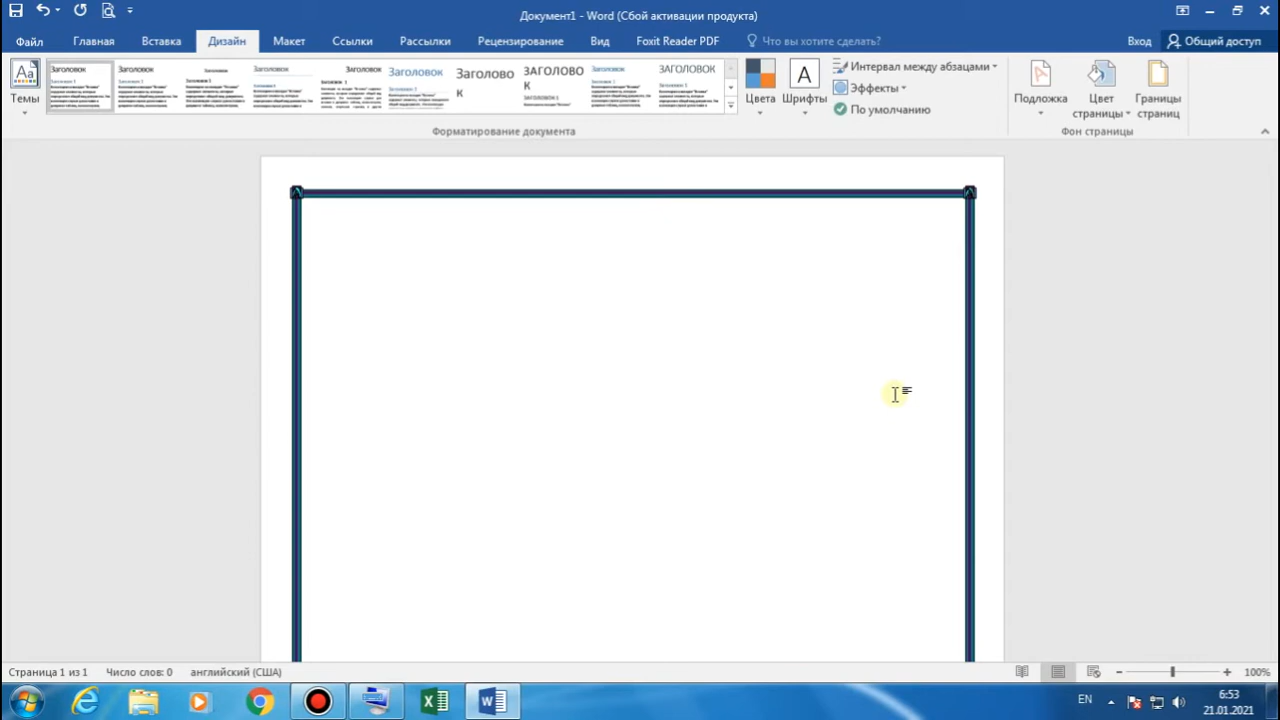 Документ1 - Word (Сбой активации продукта)
Файл Главная Вставка Дизайн Макет Ссылки Рассылки Рецензирование Вид Foxit Reader PDF Что вы хотите сделать? Вход Общий доступ
Заголовок Заголовок Заголовок Заголовок Заголовок Заголовок Заголово ЗАГОЛОВО Заголовок ЗАГОЛОВОК
К К
Темы
Цвета
Шрифты
Интервал между абзацами
Эффекты
По умолчанию
Подложка
Цвет
страницы
Границы
страниц
Форматирование документа
Фон страницы
Страница 1 из 1 Число слов: 0 английский (США) 100%
EN 6:53
21.01.2021